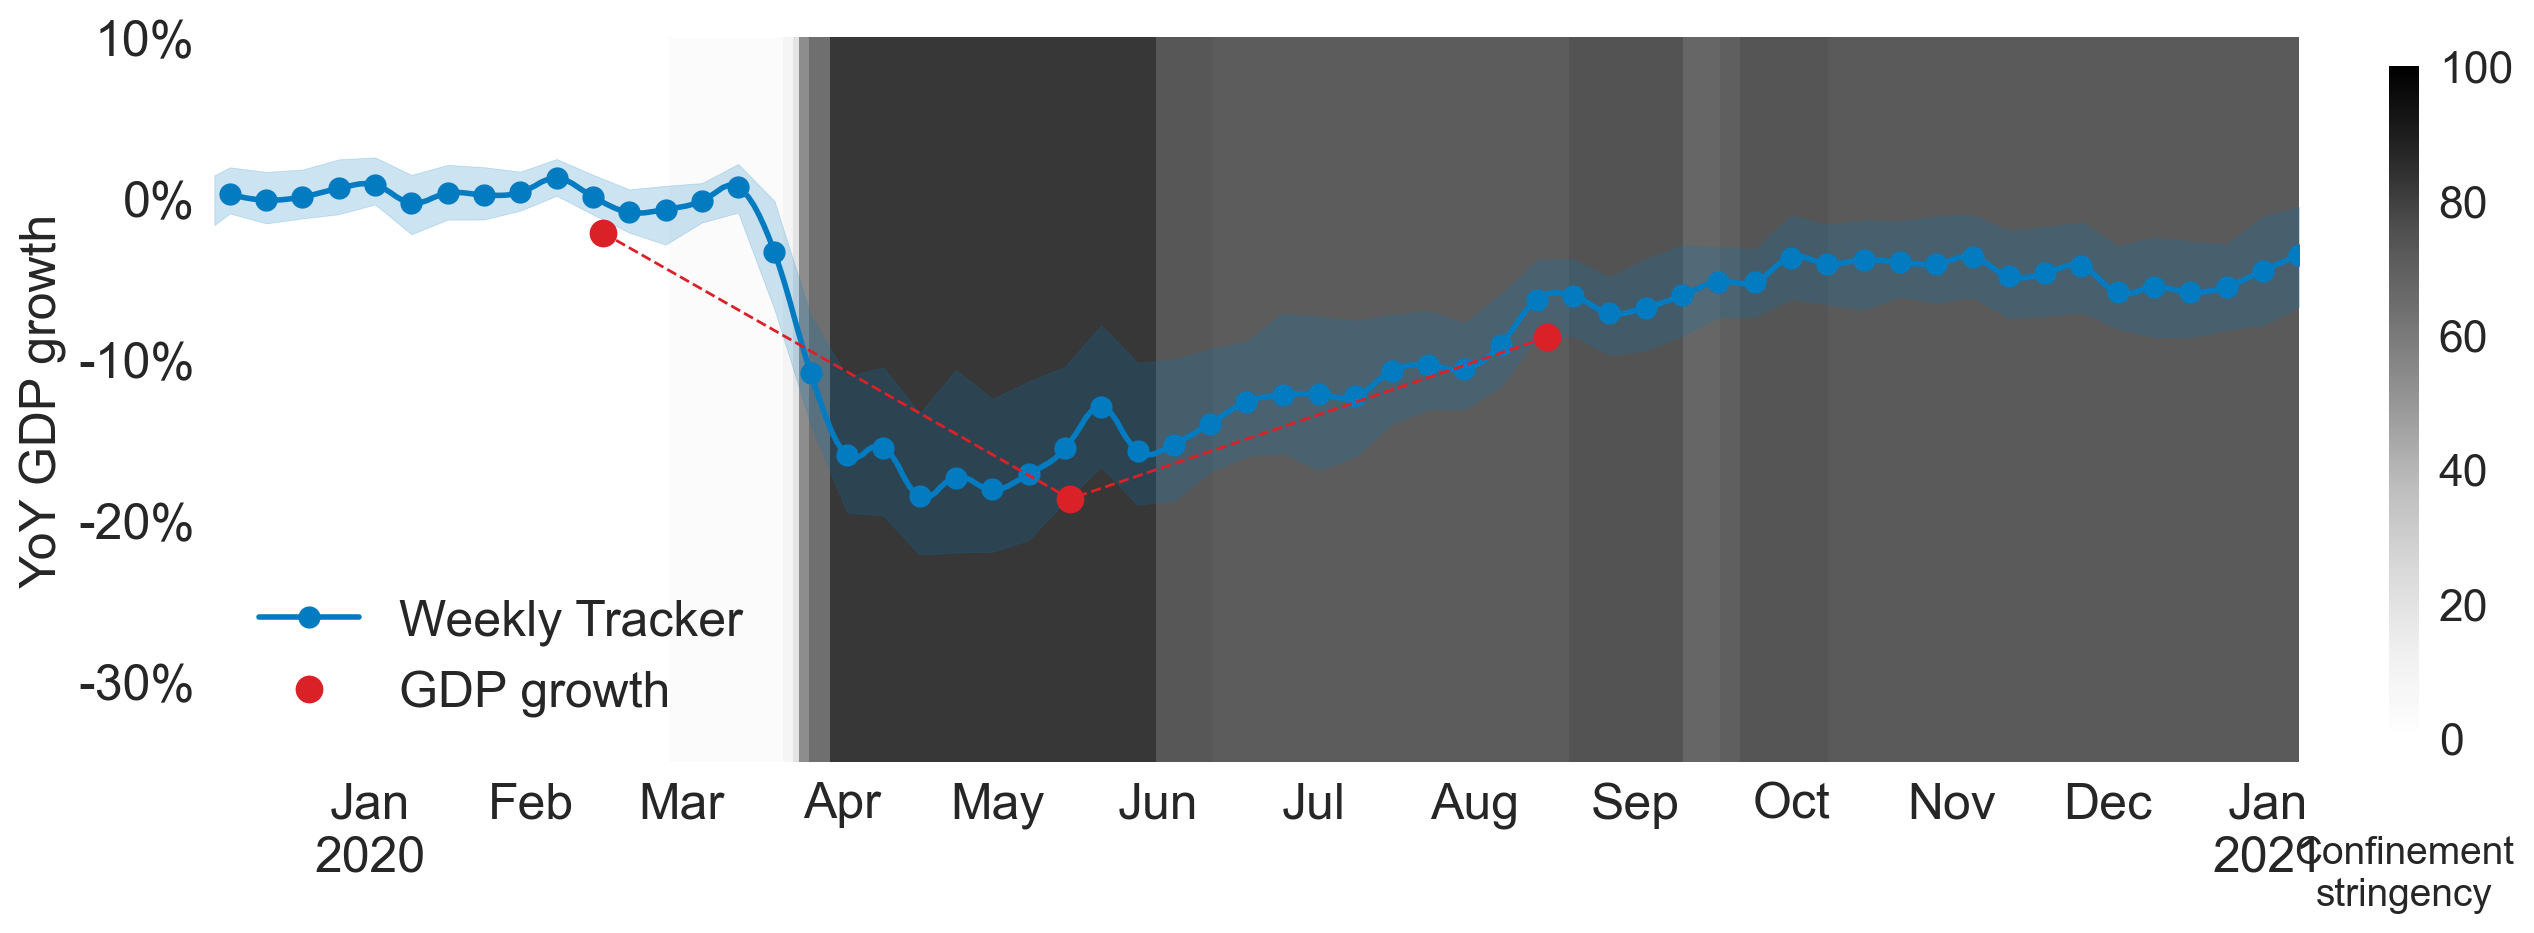 YoY GDP growth
10%
0%
-10%
-20%
-30%
Weekly Tracker
GDP growth
Jan Feb Mar Apr May Jun Jul Aug Sep Oct Nov Dec Jan
2020 2021
100
80
60
40
20
0
Confinement
stringency